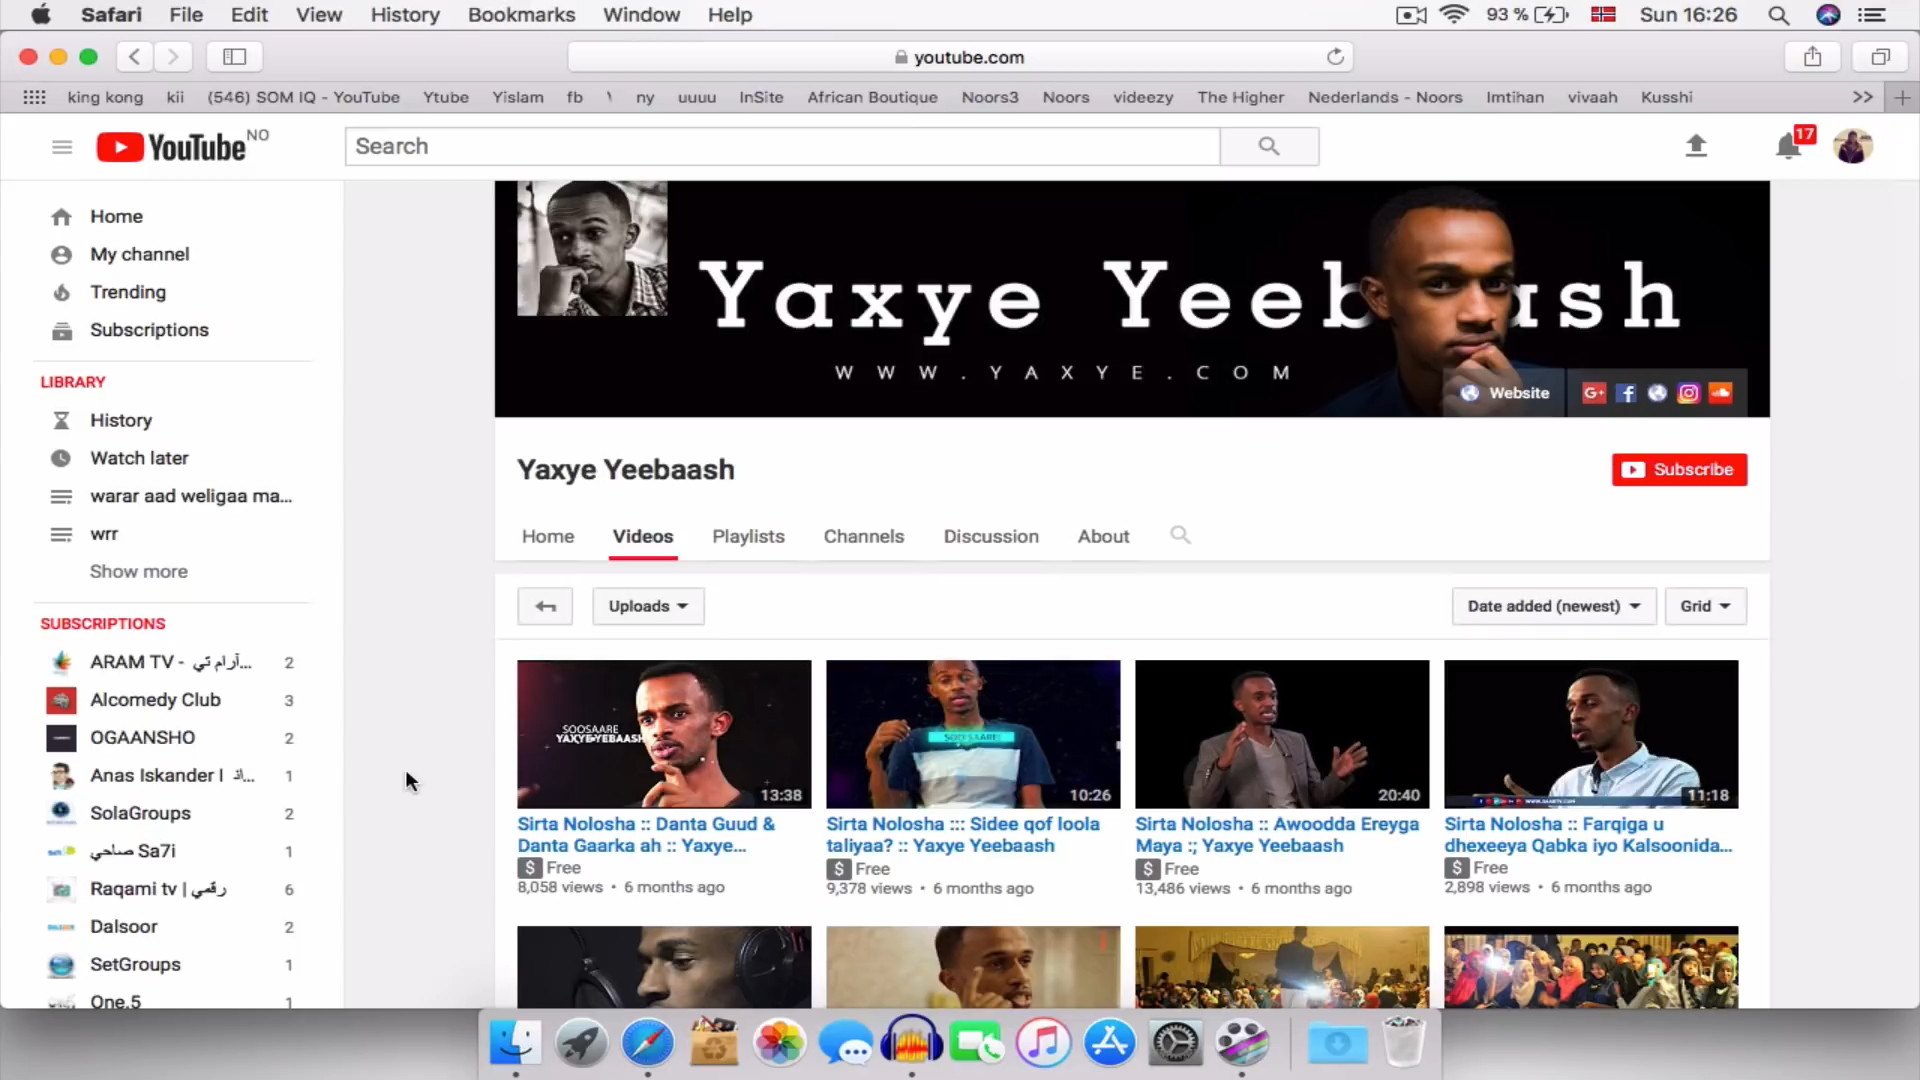 Safari File Edit View History Bookmarks Window Help 93 % Sun 16:26
youtube.com
king kong kii (546) SOM IQ - YouTube Ytube Yislam fb \ ny uuuu InSite African Boutique Noors3 Noors videezy The Higher Nederlands - Noors Imtihan vivaah Kusshi >>
YouTube NO Search 17
Home
My channel
Trending
Subscriptions
LIBRARY
History
Watch later
warar aad weligaa ma...
wrr
Show more
SUBSCRIPTIONS
ARAM TV - آرام تي... 2
Alcomedy Club 3
OGAANSHO 2
Anas Iskander l 1
SolaGroups 2
صاحي Sa7i 1
Raqami tv | رقمي 6
Dalsoor 2
SetGroups 1
One.5 1
Yaxye Yeeb ash
WWW.YAXYE.COM
Website G+
Yaxye Yeebaash
Subscribe
Home Videos Playlists Channels Discussion About
Uploads Date added (newest) Grid
SOOSAARE
YAXYE YEBAASH
13:38
SOO SAARE
10:26
20:40
11:18
Sirta Nolosha :: Danta Guud &
Danta Gaarka ah :: Yaxye...
$ Free
8,058 views • 6 months ago
Sirta Nolosha ::: Sidee qof loola
taliyaa? :: Yaxye Yeebaash
$ Free
9,378 views • 6 months ago
Sirta Nolosha :: Awoodda Ereyga
Maya :; Yaxye Yeebaash
$ Free
13,486 views • 6 months ago
Sirta Nolosha :: Farqiga u
dhexeeya Qabka iyo Kalsoonida...
$ Free
2,898 views • 6 months ago